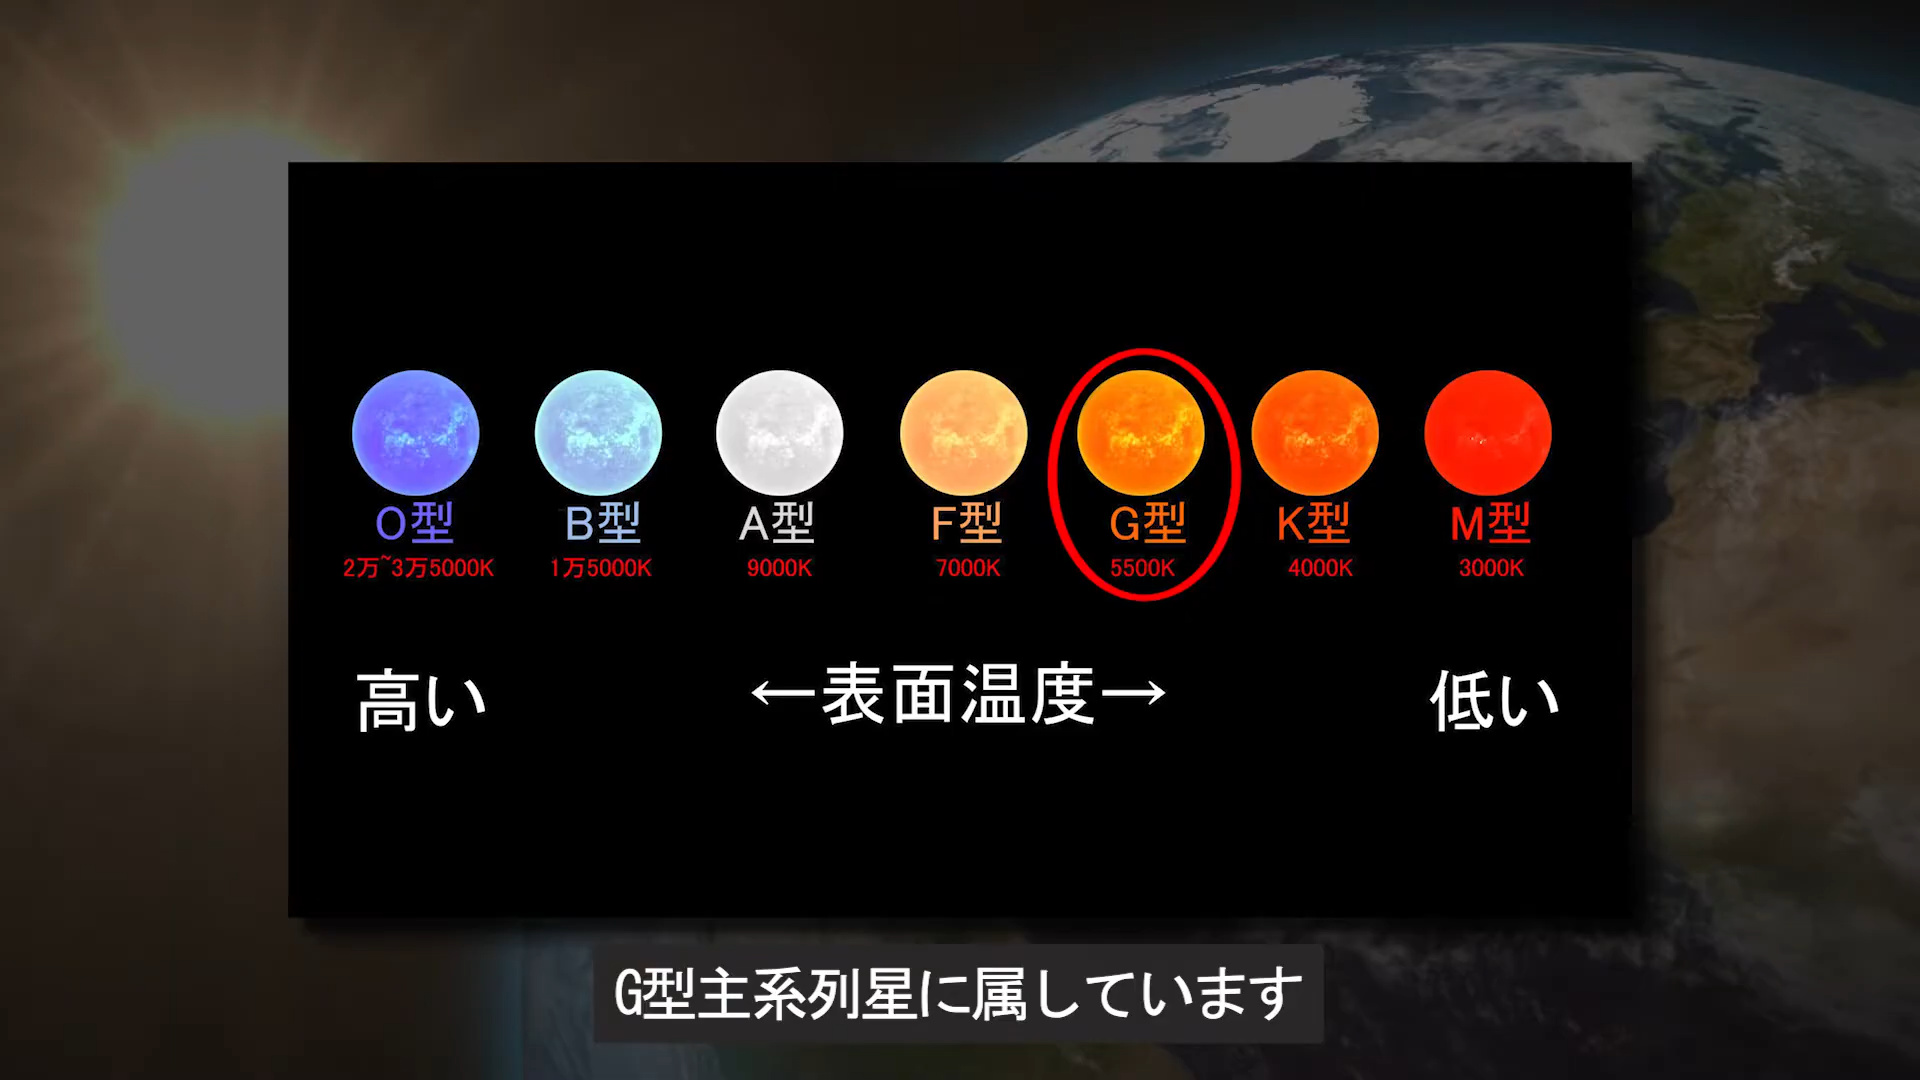 O型 B型 A型 F型 G型 K型 M型
2万~3万5000K 1万5000K 9000K 7000K 5500K 4000K 3000K
高い ←表面温度→ 低い
G型主系列星に属しています